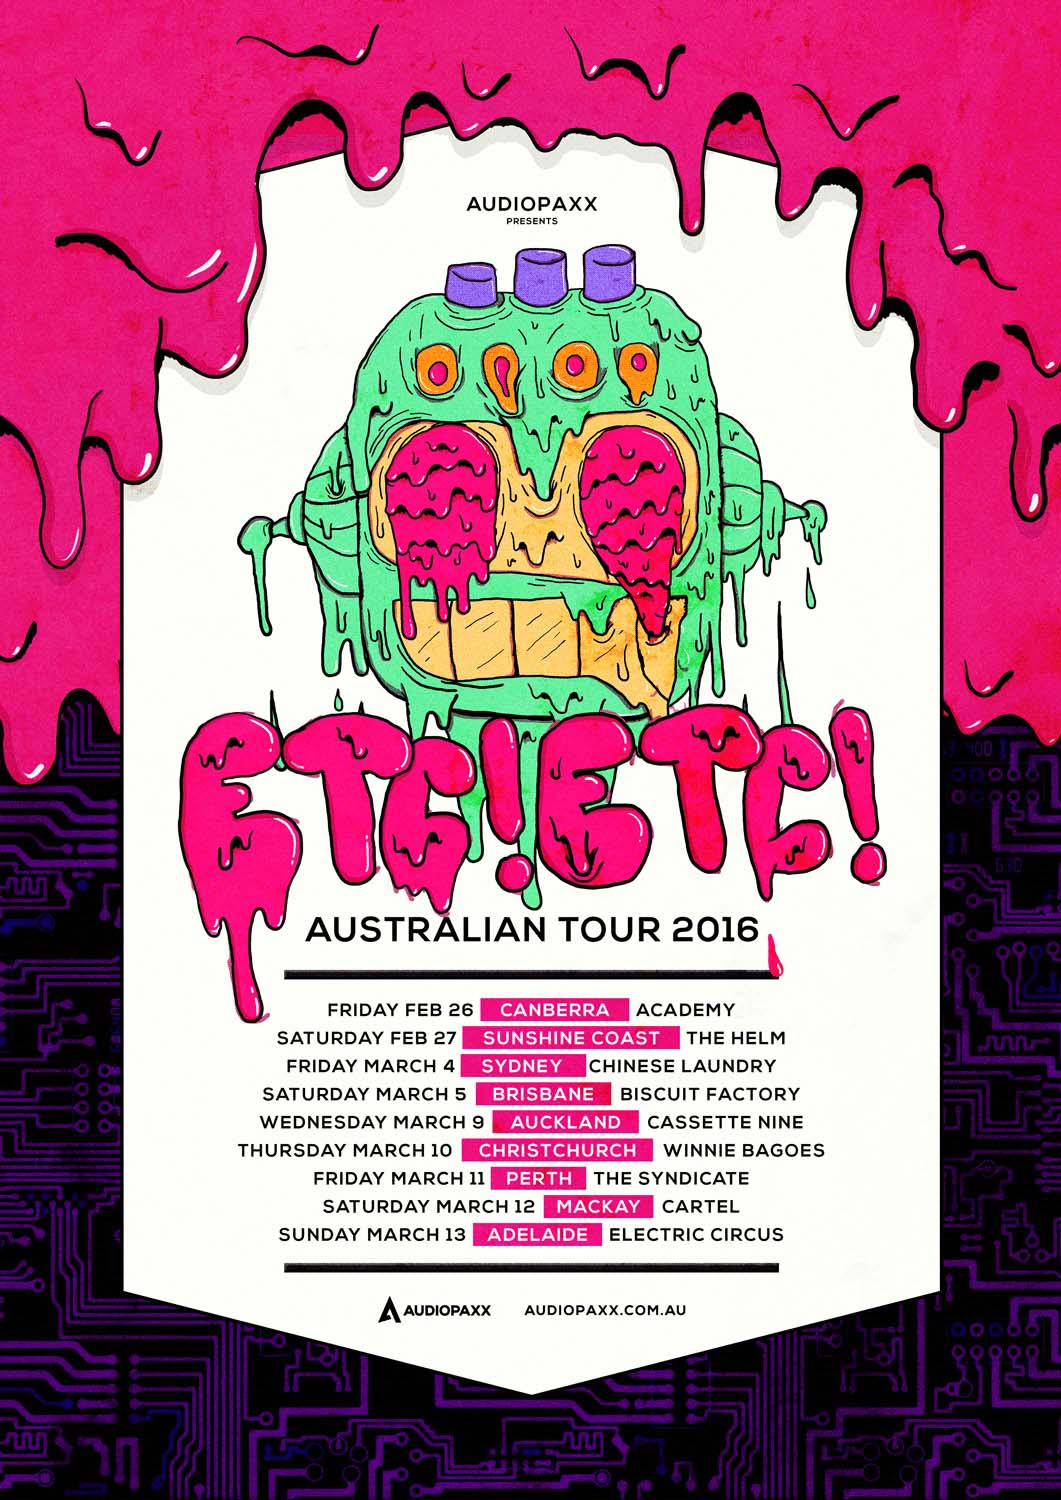 AUDIOPAXX
PRESENTS
ETC!ETC!
AUSTRALIAN TOUR 2016
FRIDAY FEB 26 CANBERRA ACADEMY
SATURDAY FEB 27 SUNSHINE COAST THE HELM
FRIDAY MARCH 4 SYDNEY CHINESE LAUNDRY
SATURDAY MARCH 5 BRISBANE BISCUIT FACTORY
WEDNESDAY MARCH 9 AUCKLAND CASSETTE NINE
THURSDAY MARCH 10 CHRISTCHURCH WINNIE BAGOES
FRIDAY MARCH 11 PERTH THE SYNDICATE
SATURDAY MARCH 12 MACKAY CARTEL
SUNDAY MARCH 13 ADELAIDE ELECTRIC CIRCUS
AUDIOPAXX AUDIOPAXX.COM.AU